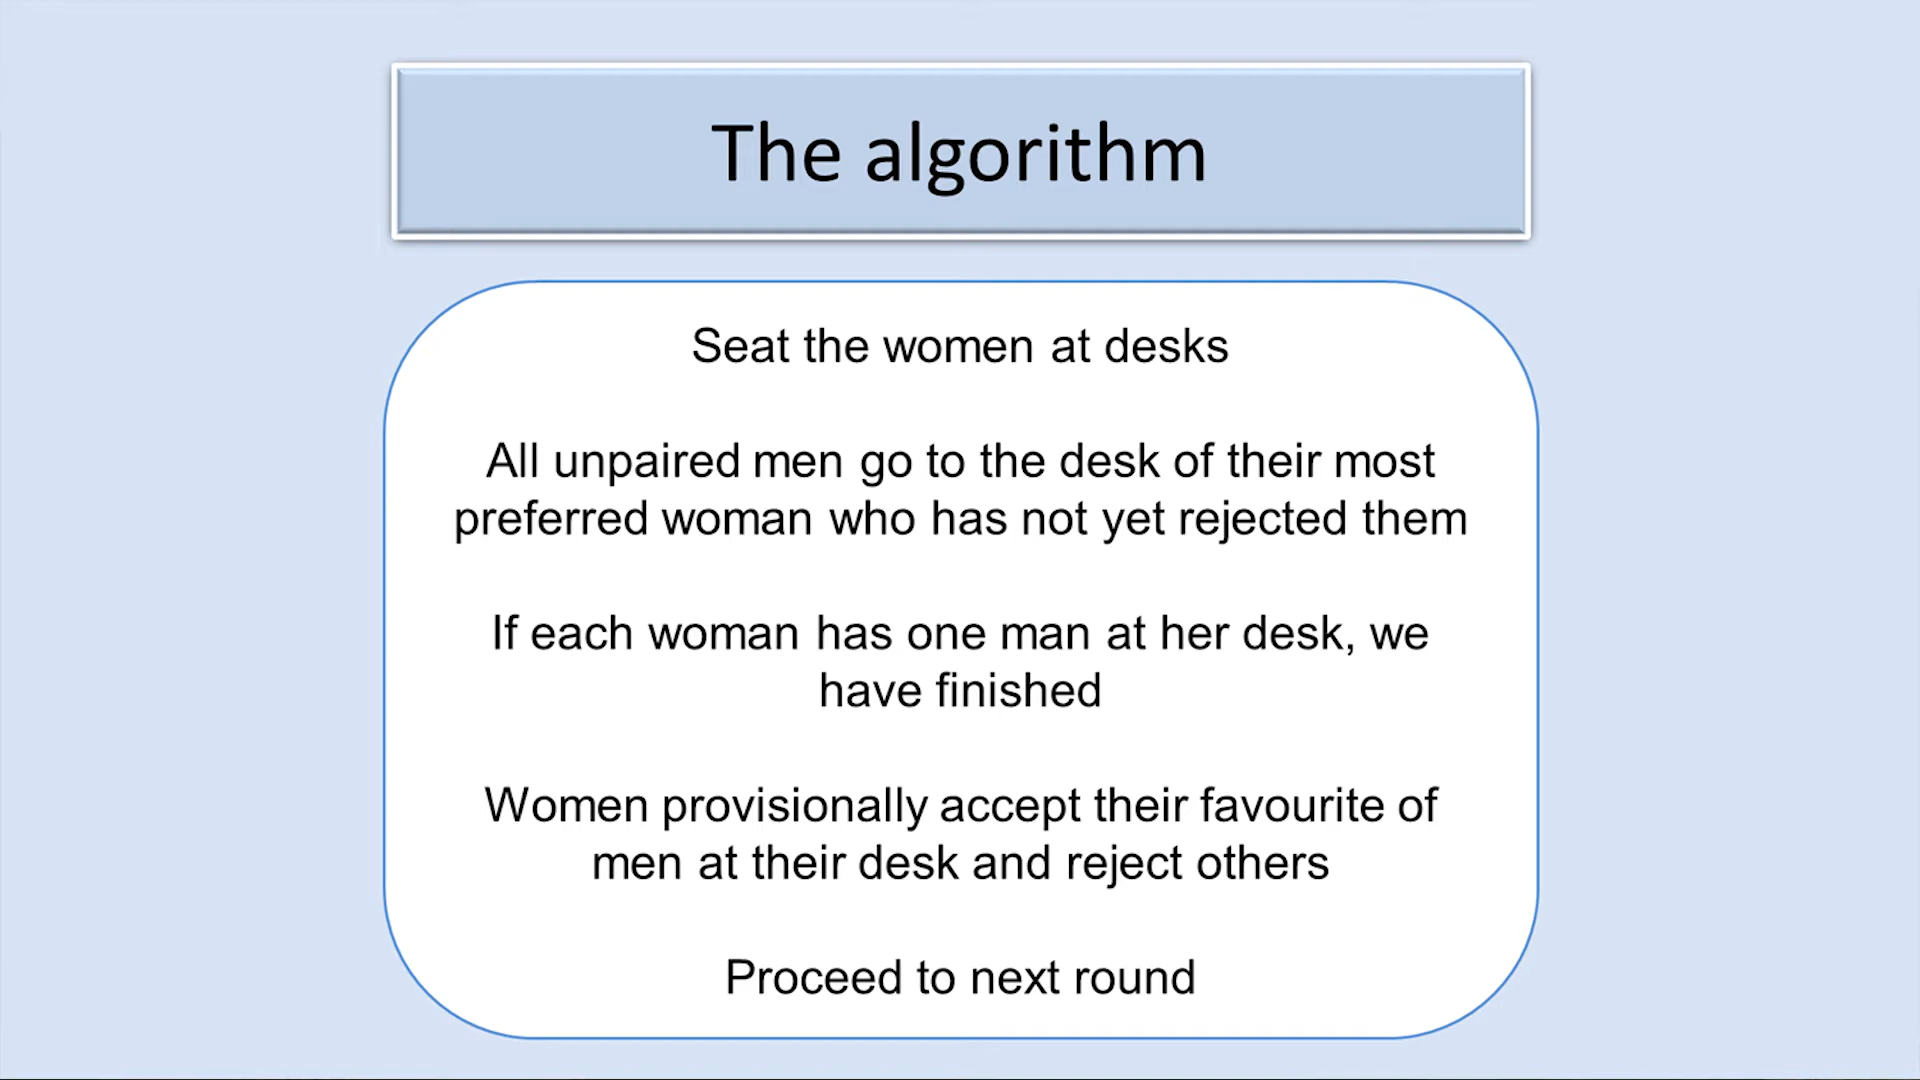 The algorithm
Seat the women at desks
All unpaired men go to the desk of their most
preferred woman who has not yet rejected them
If each woman has one man at her desk, we
have finished
Women provisionally accept their favourite of
men at their desk and reject others
Proceed to next round